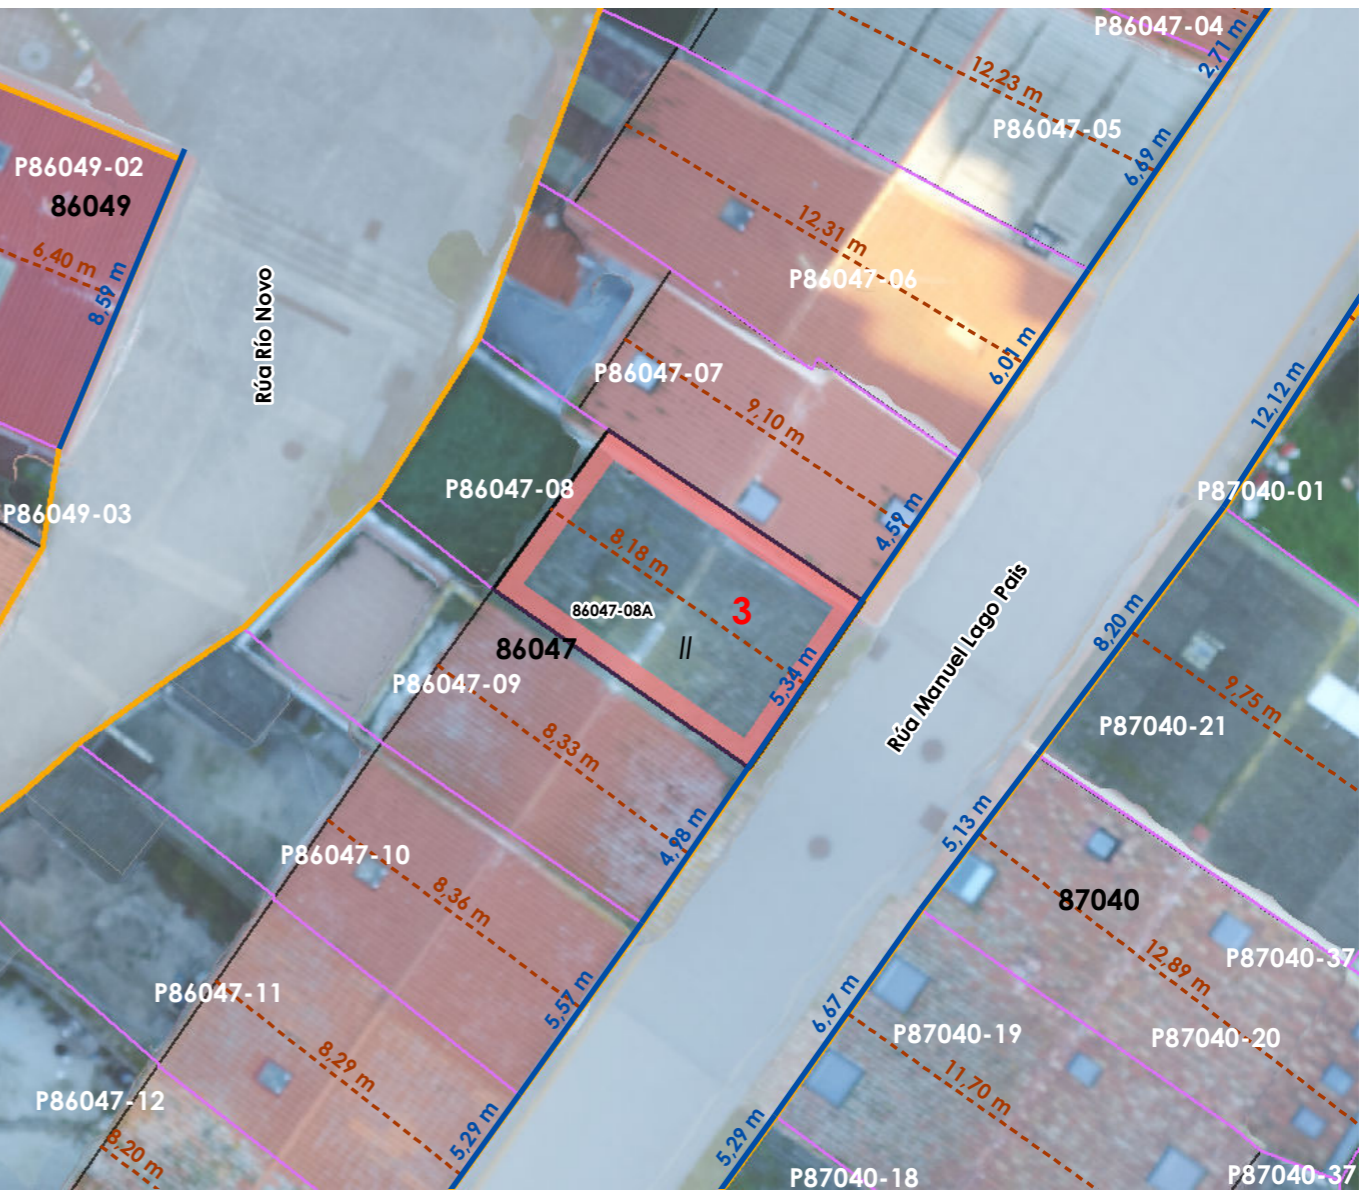 P86047-04
2,71 m
12,23 m
P86047-05
6,69 m
P86049-02
86049
6,40 m
8,59 m
Rúa Río Novo
12,31 m
P86047-06
6,01 m
P86047-07
9,10 m
4,59 m
12,12 m
P87040-01
P86049-03
P86047-08
8,18 m
86047-08A
3
II
86047
5,34 m
Rúa Manuel Lago Pais
8,20 m
9,75 m
P87040-21
P86047-09
8,33 m
4,98 m
5,13 m
87040
P86047-10
8,36 m
5,57 m
12,89 m
P87040-37
P86047-11
8,29 m
5,29 m
6,67 m
P87040-19
P87040-20
11,70 m
P86047-12
8,20 m
5,29 m
P87040-18
P87040-37